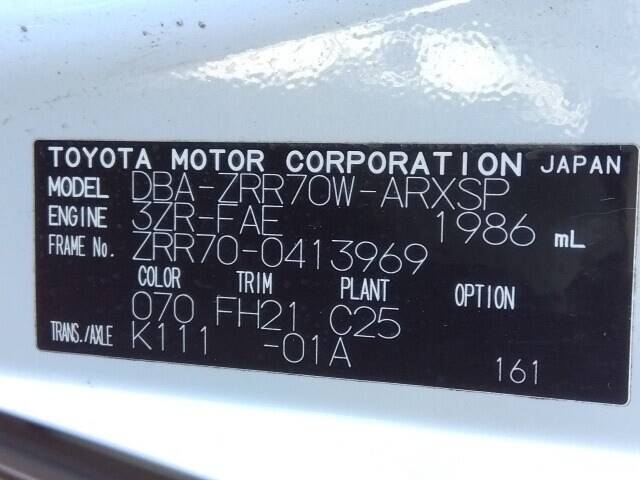 TOYOTA MOTOR CORPORATION JAPAN
MODEL DBA-ZRR70W-ARXSP
ENGINE 3ZR-FAE 1986 mL
FRAME No. ZRR70-0413969
COLOR TRIM PLANT OPTION
070 FH21 C25
TRANS./AXLE K111 -01A
161